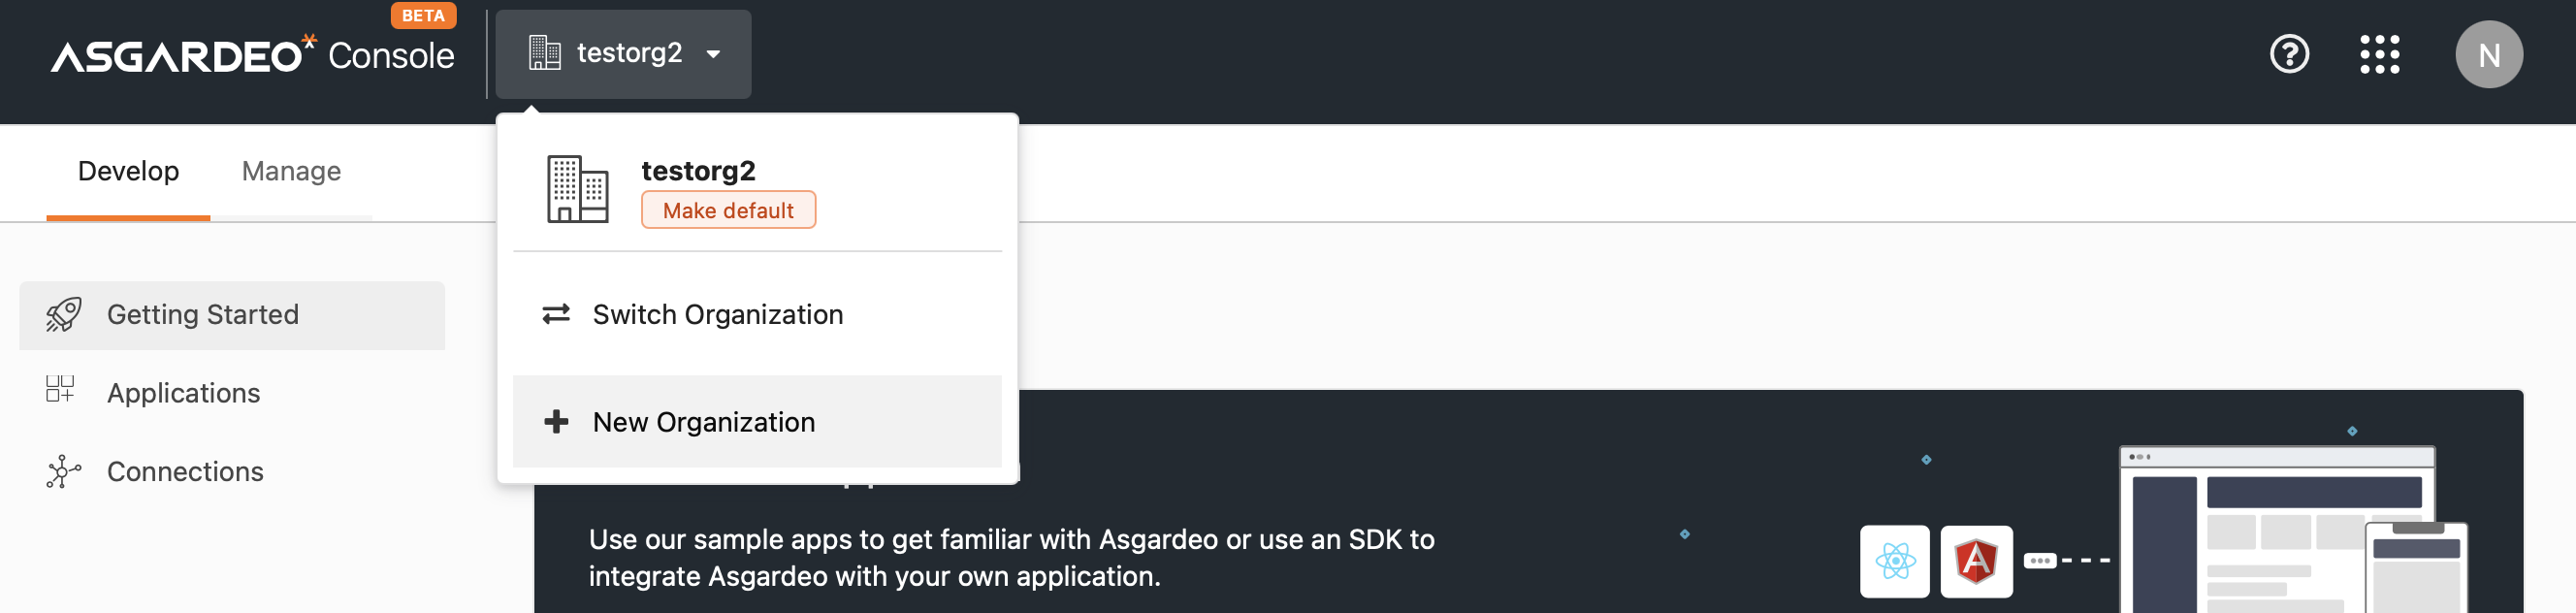 BETA
ASGARDEO* Console
testorg2
N
Develop
Manage
testorg2
Make default
Getting Started
Switch Organization
Applications
New Organization
Connections
Use our sample apps to get familiar with Asgardeo or use an SDK to
integrate Asgardeo with your own application.